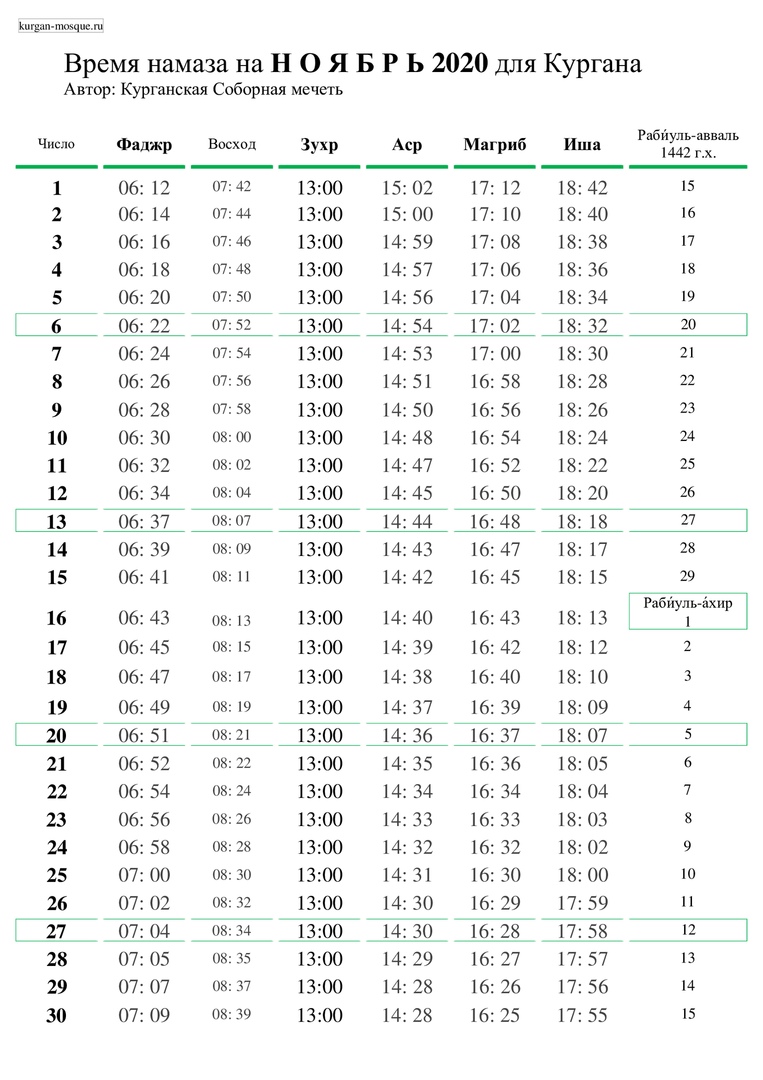 kurgan-mosque.ru
Время намаза на Н О Я Б Р Ь 2020 для Кургана
Автор: Курганская Соборная мечеть
Число Фаджр Восход Зухр Аср Магриб Иша Раби́уль-авваль 1442 г.х.
1 06: 12 07: 42 13:00 15: 02 17: 12 18: 42 15
2 06: 14 07: 44 13:00 15: 00 17: 10 18: 40 16
3 06: 16 07: 46 13:00 14: 59 17: 08 18: 38 17
4 06: 18 07: 48 13:00 14: 57 17: 06 18: 36 18
5 06: 20 07: 50 13:00 14: 56 17: 04 18: 34 19
6 06: 22 07: 52 13:00 14: 54 17: 02 18: 32 20
7 06: 24 07: 54 13:00 14: 53 17: 00 18: 30 21
8 06: 26 07: 56 13:00 14: 51 16: 58 18: 28 22
9 06: 28 07: 58 13:00 14: 50 16: 56 18: 26 23
10 06: 30 08: 00 13:00 14: 48 16: 54 18: 24 24
11 06: 32 08: 02 13:00 14: 47 16: 52 18: 22 25
12 06: 34 08: 04 13:00 14: 45 16: 50 18: 20 26
13 06: 37 08: 07 13:00 14: 44 16: 48 18: 18 27
14 06: 39 08: 09 13:00 14: 43 16: 47 18: 17 28
15 06: 41 08: 11 13:00 14: 42 16: 45 18: 15 29
Раби́уль-а́хир
16 06: 43 08: 13 13:00 14: 40 16: 43 18: 13 1
17 06: 45 08: 15 13:00 14: 39 16: 42 18: 12 2
18 06: 47 08: 17 13:00 14: 38 16: 40 18: 10 3
19 06: 49 08: 19 13:00 14: 37 16: 39 18: 09 4
20 06: 51 08: 21 13:00 14: 36 16: 37 18: 07 5
21 06: 52 08: 22 13:00 14: 35 16: 36 18: 05 6
22 06: 54 08: 24 13:00 14: 34 16: 34 18: 04 7
23 06: 56 08: 26 13:00 14: 33 16: 33 18: 03 8
24 06: 58 08: 28 13:00 14: 32 16: 32 18: 02 9
25 07: 00 08: 30 13:00 14: 31 16: 30 18: 00 10
26 07: 02 08: 32 13:00 14: 30 16: 29 17: 59 11
27 07: 04 08: 34 13:00 14: 30 16: 28 17: 58 12
28 07: 05 08: 35 13:00 14: 29 16: 27 17: 57 13
29 07: 07 08: 37 13:00 14: 28 16: 26 17: 56 14
30 07: 09 08: 39 13:00 14: 28 16: 25 17: 55 15